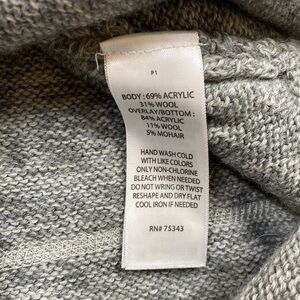 P1
BODY : 69% ACRYLIC
31% WOOL
OVERLAY/BOTTOM :
84% ACRYLIC
11% WOOL
5% MOHAIR
HAND WASH COLD
WITH LIKE COLORS
ONLY NON-CHLORINE
BLEACH WHEN NEEDED
DO NOT WRING OR TWIST
RESHAPE AND DRY FLAT
COOL IRON IF NEEDED
RN# 75343